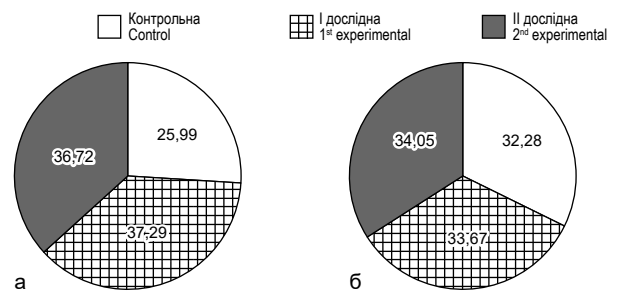 Контрольна
Control
І дослідна
1st experimental
ІІ дослідна
2nd experimental
25,99
36,72
37,29
а
32,28
34,05
33,67
б